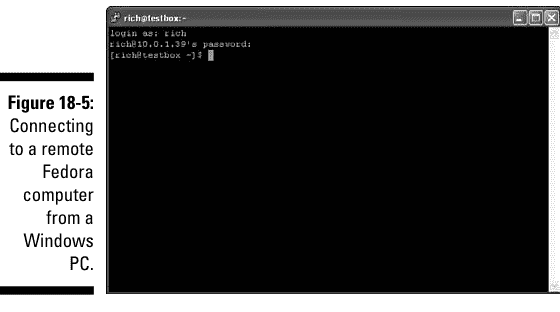 rich@testbox:~
login as: rich
rich@10.0.1.39's password:
[rich@testbox ~]$
Figure 18-5:
Connecting
to a remote
Fedora
computer
from a
Windows
PC.